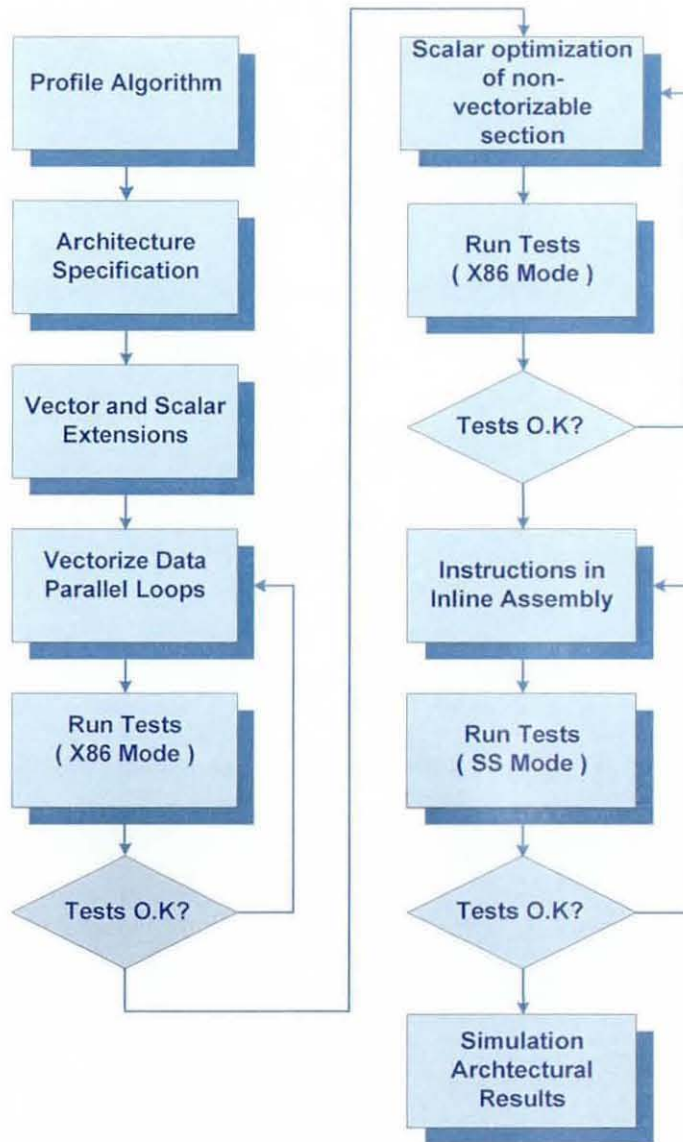 Profile Algorithm
Architecture
Specification
Vector and Scalar
Extensions
Vectorize Data
Parallel Loops
Run Tests
( X86 Mode )
Tests O.K?
Scalar optimization
of non-
vectorizable
section
Run Tests
( X86 Mode )
Tests O.K?
Instructions in
Inline Assembly
Run Tests
( SS Mode )
Tests O.K?
Simulation
Archtectural
Results